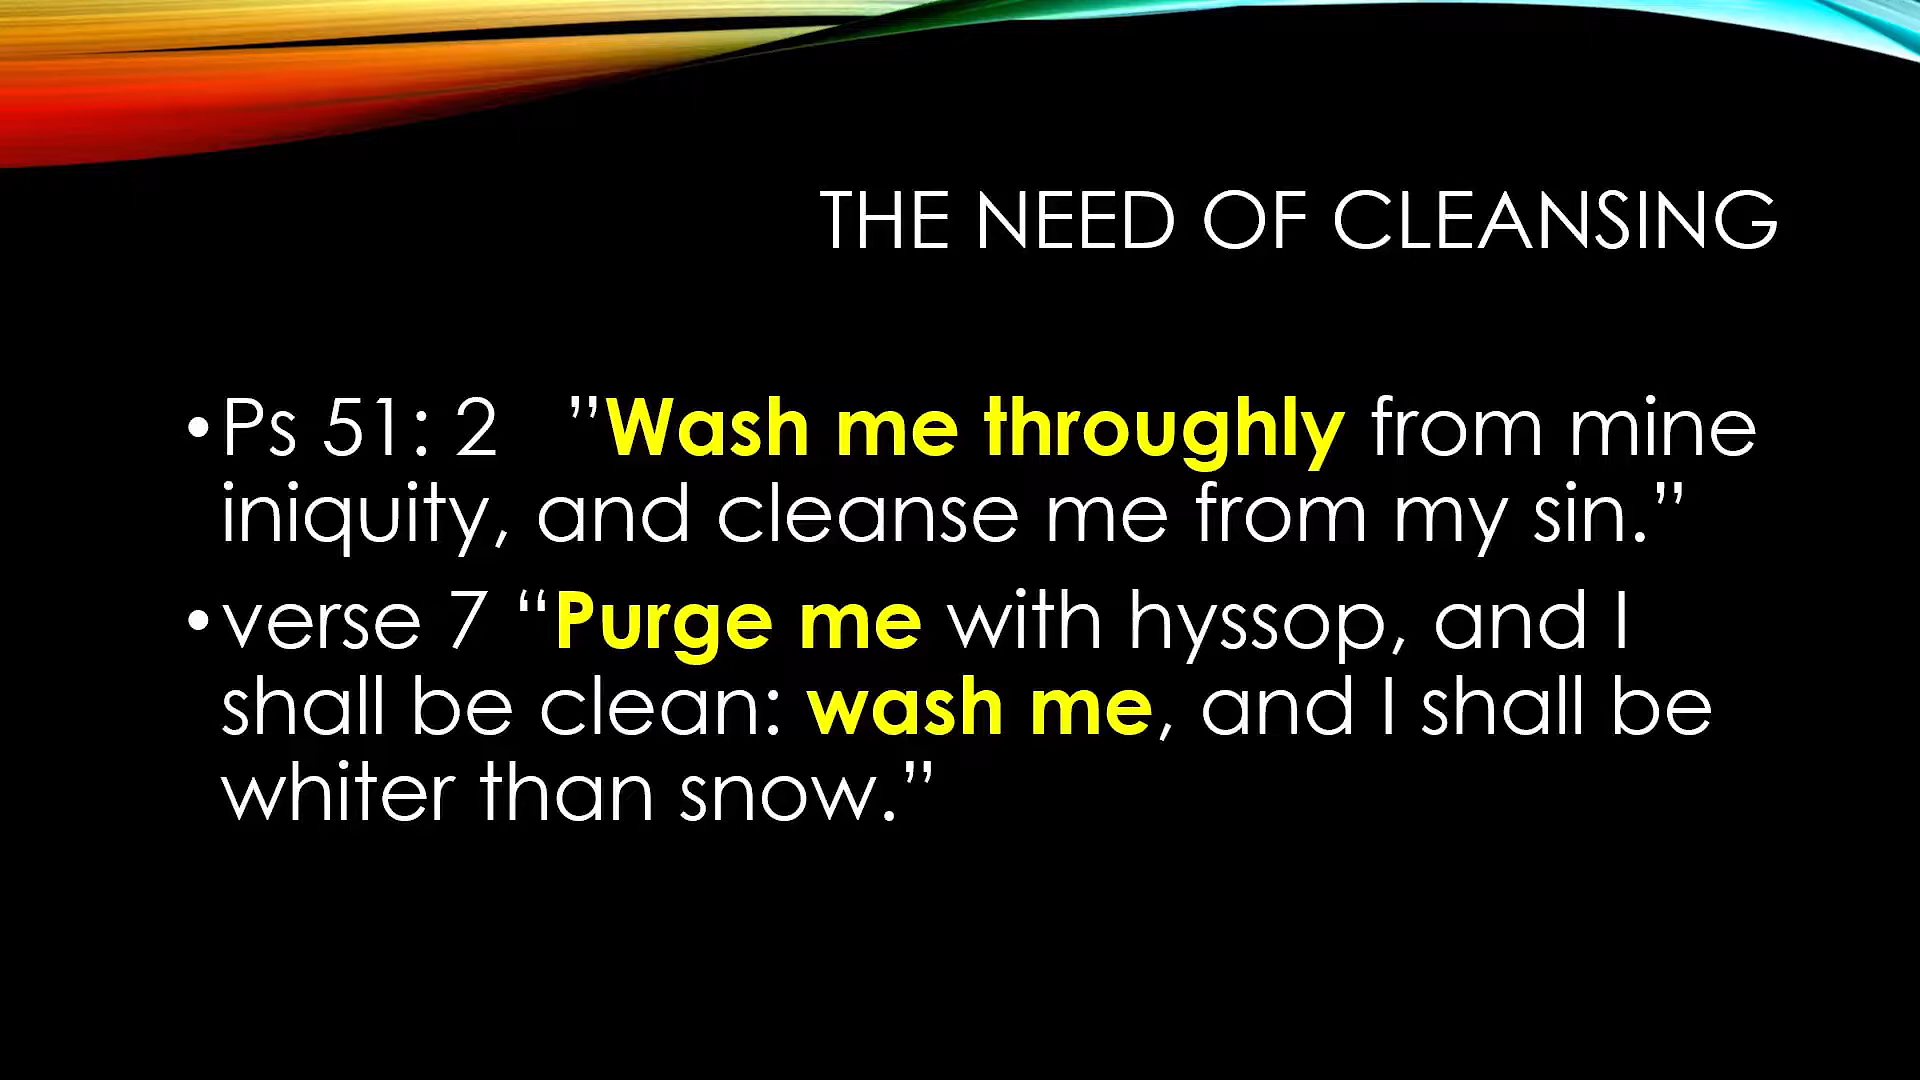 THE NEED OF CLEANSING
•Ps 51: 2   ”Wash me throughly from mine
iniquity, and cleanse me from my sin.”
•verse 7 “Purge me with hyssop, and I
shall be clean: wash me, and I shall be
whiter than snow.”